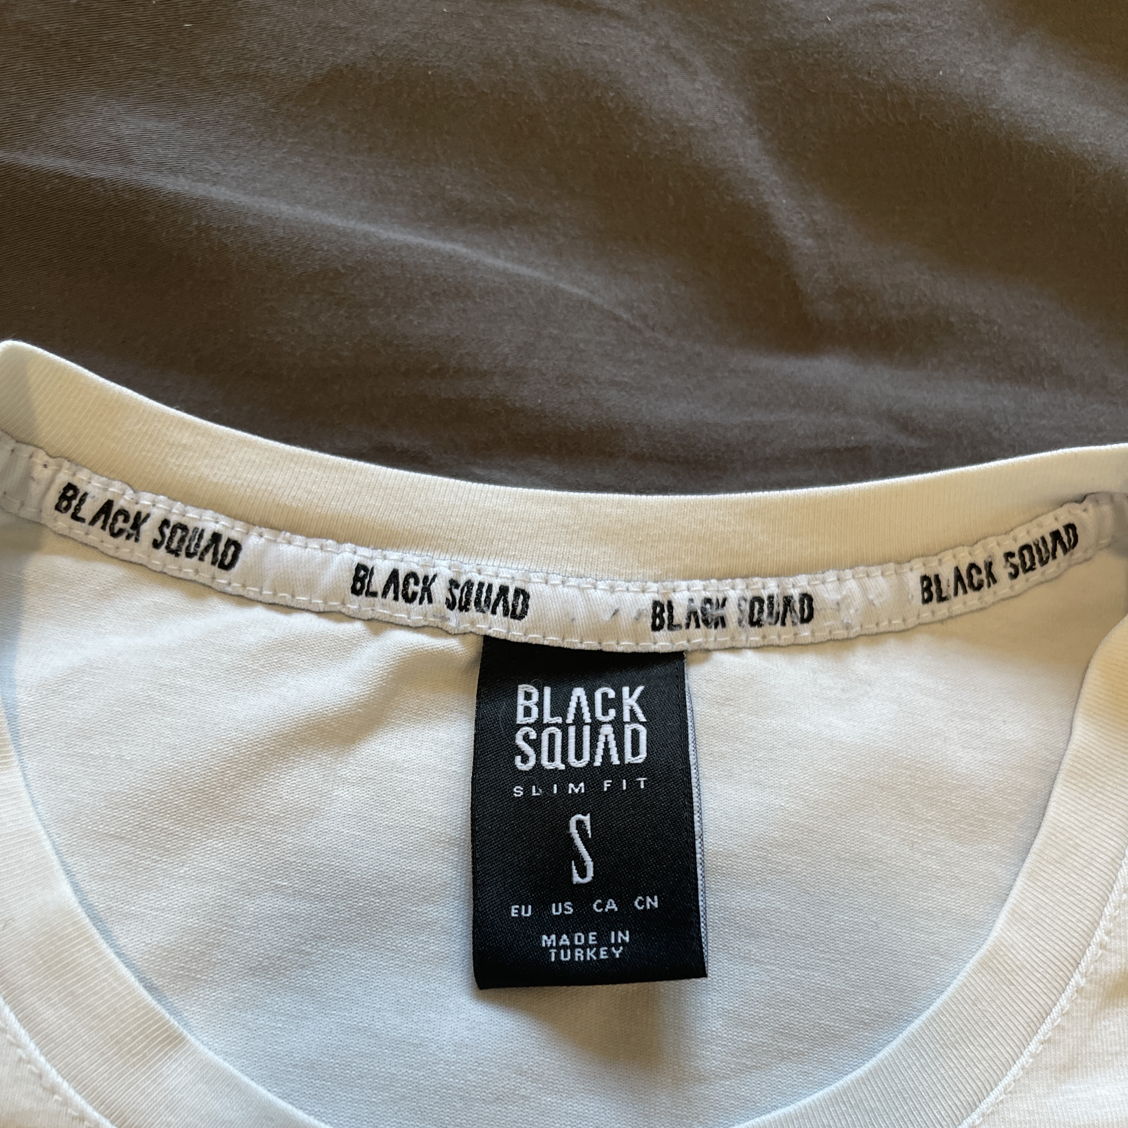 BLACK SQUAD BLACK SQUAD BLACK SQUAD BLACK SQUAD
BLACK
SQUAD
SLIM FIT
S
EU US CA CN
MADE IN
TURKEY